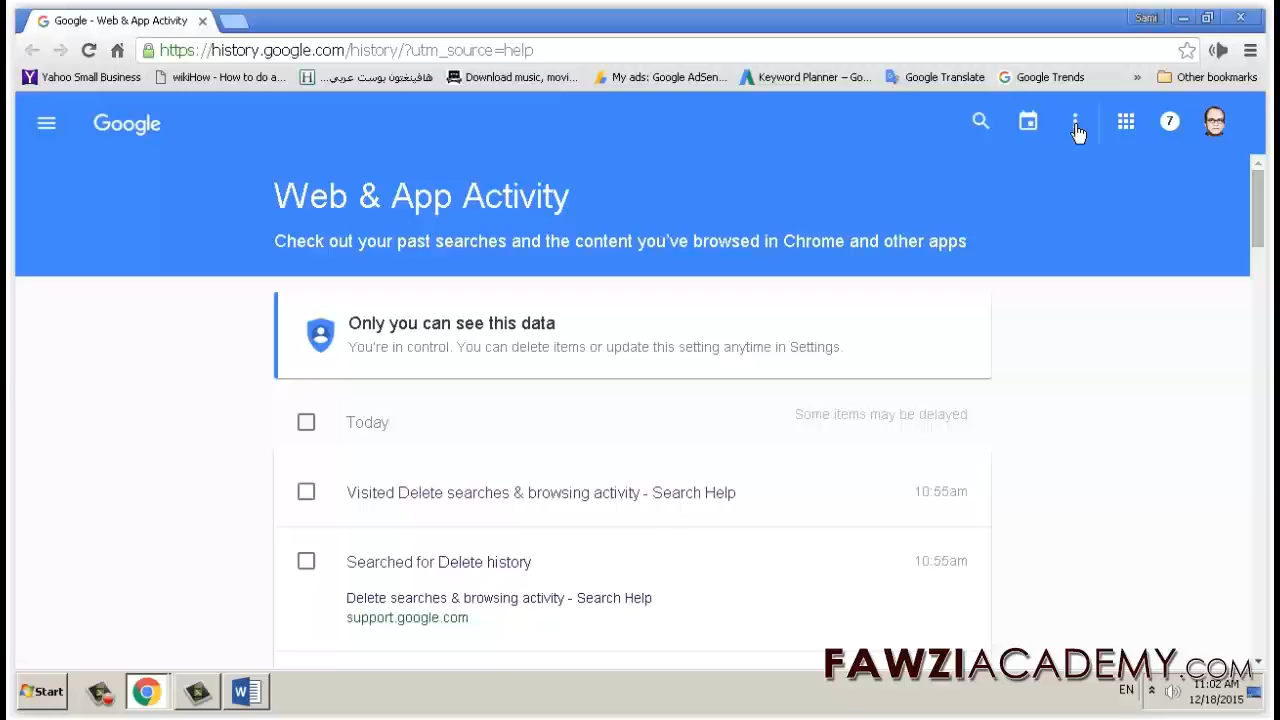 Google - Web & App Activity
Sami
https://history.google.com/history/?utm_source=help
Yahoo Small Business
wikiHow - How to do a...
هافينغتون بوست عربي...
Download music, movi...
My ads: Google AdSen...
Keyword Planner – Go...
Google Translate
Google Trends
»
Other bookmarks
Google
7
Web & App Activity
Check out your past searches and the content you've browsed in Chrome and other apps
Only you can see this data
You're in control. You can delete items or update this setting anytime in Settings.
Today
Some items may be delayed
Visited Delete searches & browsing activity - Search Help
10:55am
Searched for Delete history
10:55am
Delete searches & browsing activity - Search Help
support.google.com
FAWZIACADEMY.COM
Start
EN
11:02 AM
12/18/2015